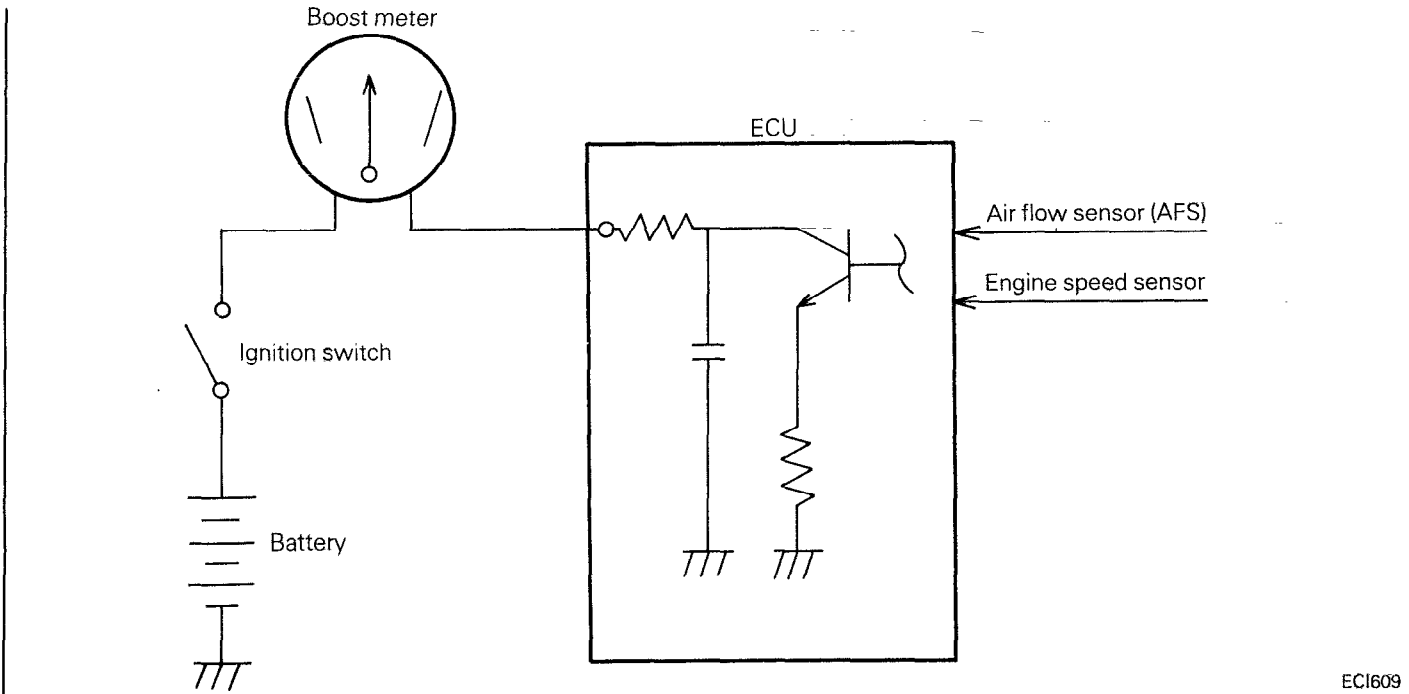 Boost meter
ECU
Air flow sensor (AFS)
Engine speed sensor
Ignition switch
Battery
ECI609